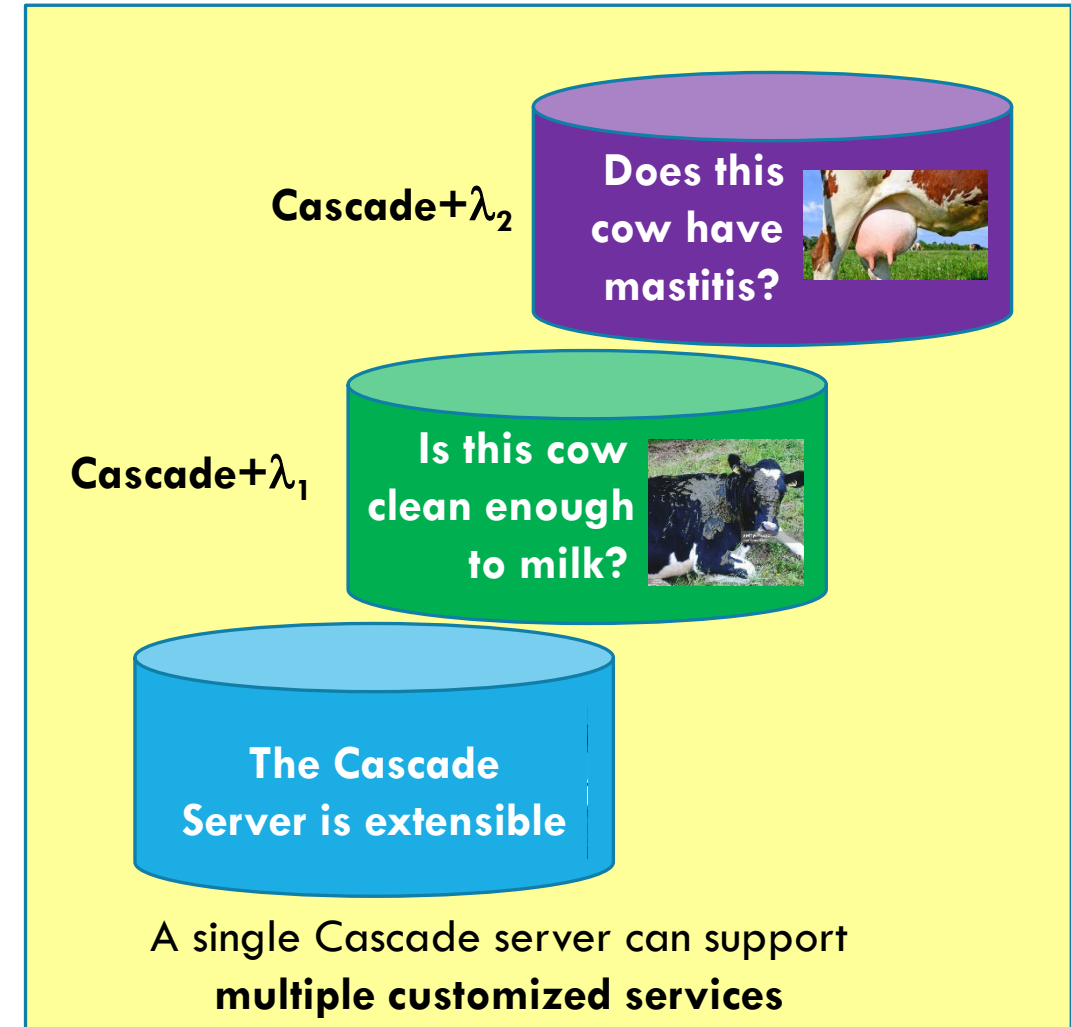 Cascade+λ₂
Does this
cow have
mastitis?
Cascade+λ₁
Is this cow
clean enough
to milk?
The Cascade
Server is extensible
A single Cascade server can support
multiple customized services